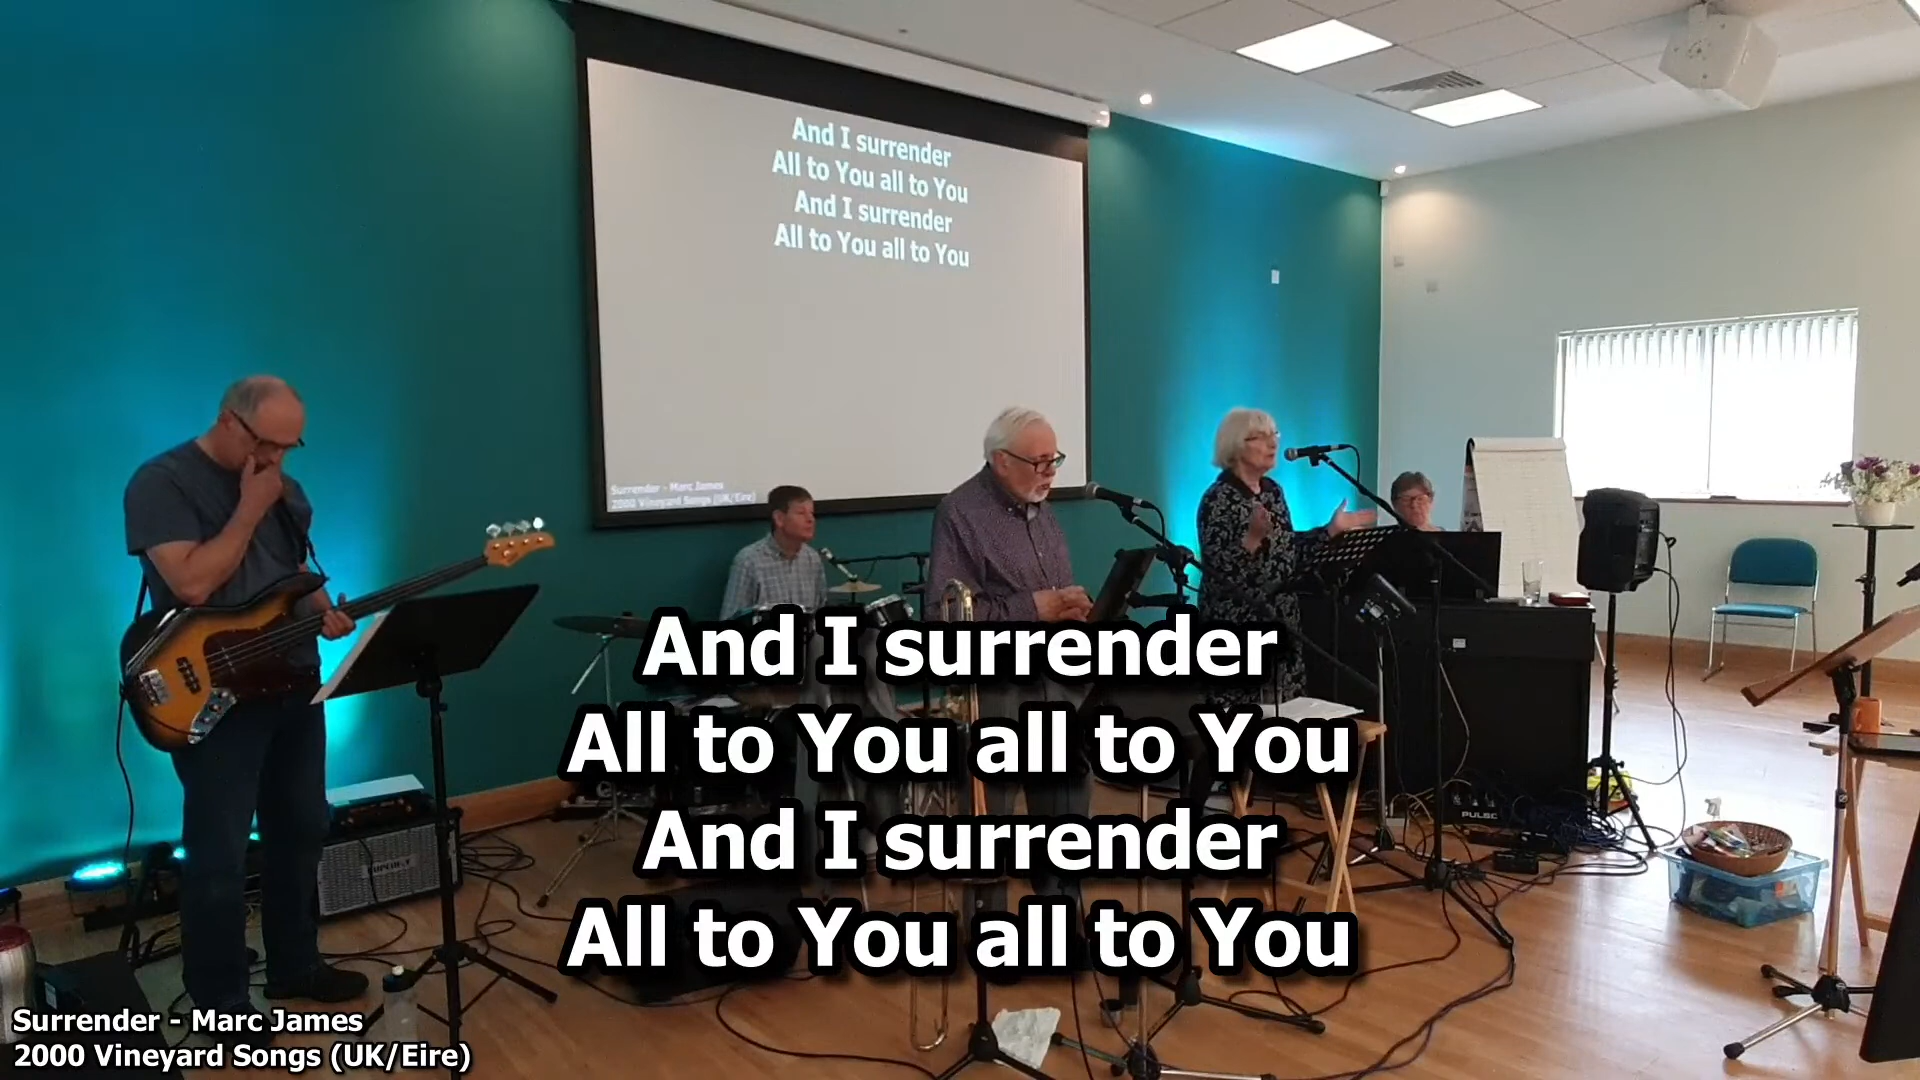 And I surrender
All to You all to You
And I surrender
All to You all to You
Surrender - Marc James
2000 Vineyard Songs (UK/Eire)
And I surrender
All to You all to You
And I surrender
All to You all to You
PULSE
Surrender - Marc James
2000 Vineyard Songs (UK/Eire)